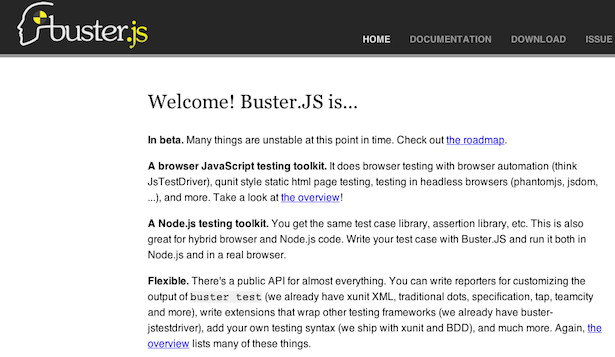 buster.js
HOME DOCUMENTATION DOWNLOAD ISSUE
Welcome! Buster.JS is...
In beta. Many things are unstable at this point in time. Check out the roadmap.
A browser JavaScript testing toolkit. It does browser testing with browser automation (think
JsTestDriver), qunit style static html page testing, testing in headless browsers (phantomjs, jsdom,
...), and more. Take a look at the overview!
A Node.js testing toolkit. You get the same test case library, assertion library, etc. This is also
great for hybrid browser and Node.js code. Write your test case with Buster.JS and run it both in
Node.js and in a real browser.
Flexible. There's a public API for almost everything. You can write reporters for customizing the
output of buster test (we already have xunit XML, traditional dots, specification, tap, teamcity
and more), write extensions that wrap other testing frameworks (we already have buster-
jstestdriver), add your own testing syntax (we ship with xunit and BDD), and much more. Again, the
overview lists many of these things.